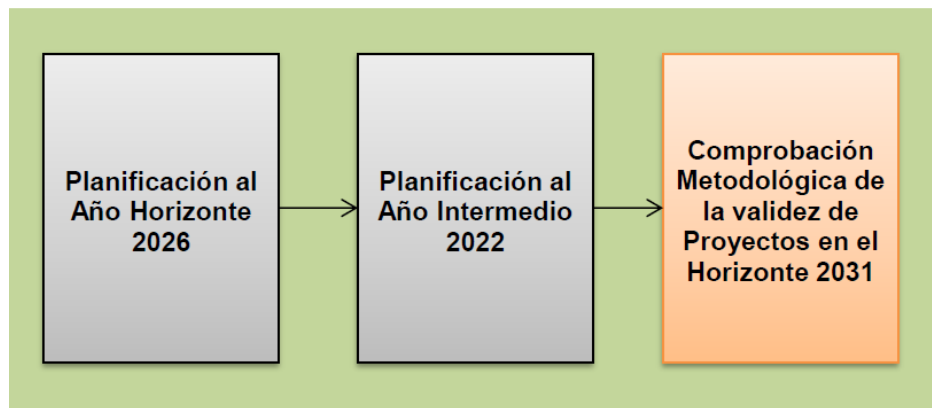 Planificación al
Año Horizonte
2026
Planificación al
Año Intermedio
2022
Comprobación
Metodológica de
la validez de
Proyectos en el
Horizonte 2031